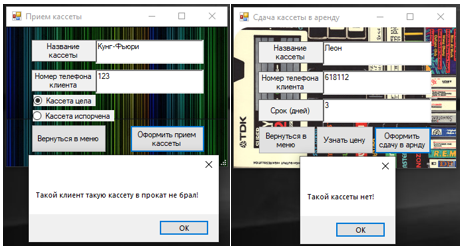 Прием кассеты
Название
кассеты
Кунг-Фьюри
Номер телефона
клиента
123
Кассета цела
Кассета испорчена
Вернуться в меню
Оформить прием
кассеты
Такой клиент такую кассету в прокат не брал!
OK
Сдача кассеты в аренду
Название
кассеты
Леон
Номер телефона
клиента
618112
Срок (дней)
3
Вернуться в
меню
Узнать цену
Оформить
сдачу в арнду
TDK
Такой кассеты нет!
OK